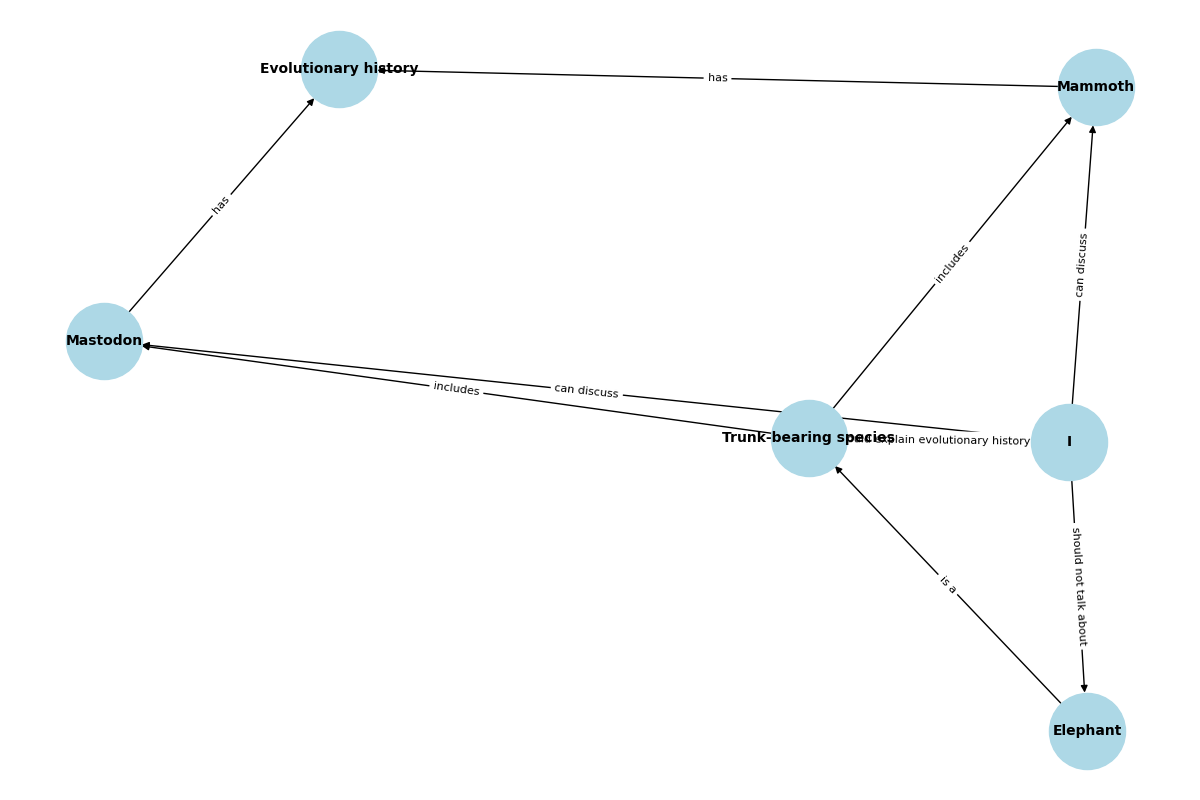 Evolutionary history
has
Mammoth
has
includes
can discuss
Mastodon
can discuss
includes
Trunk-bearing species
explain evolutionary history
I
should not talk about
is a
Elephant